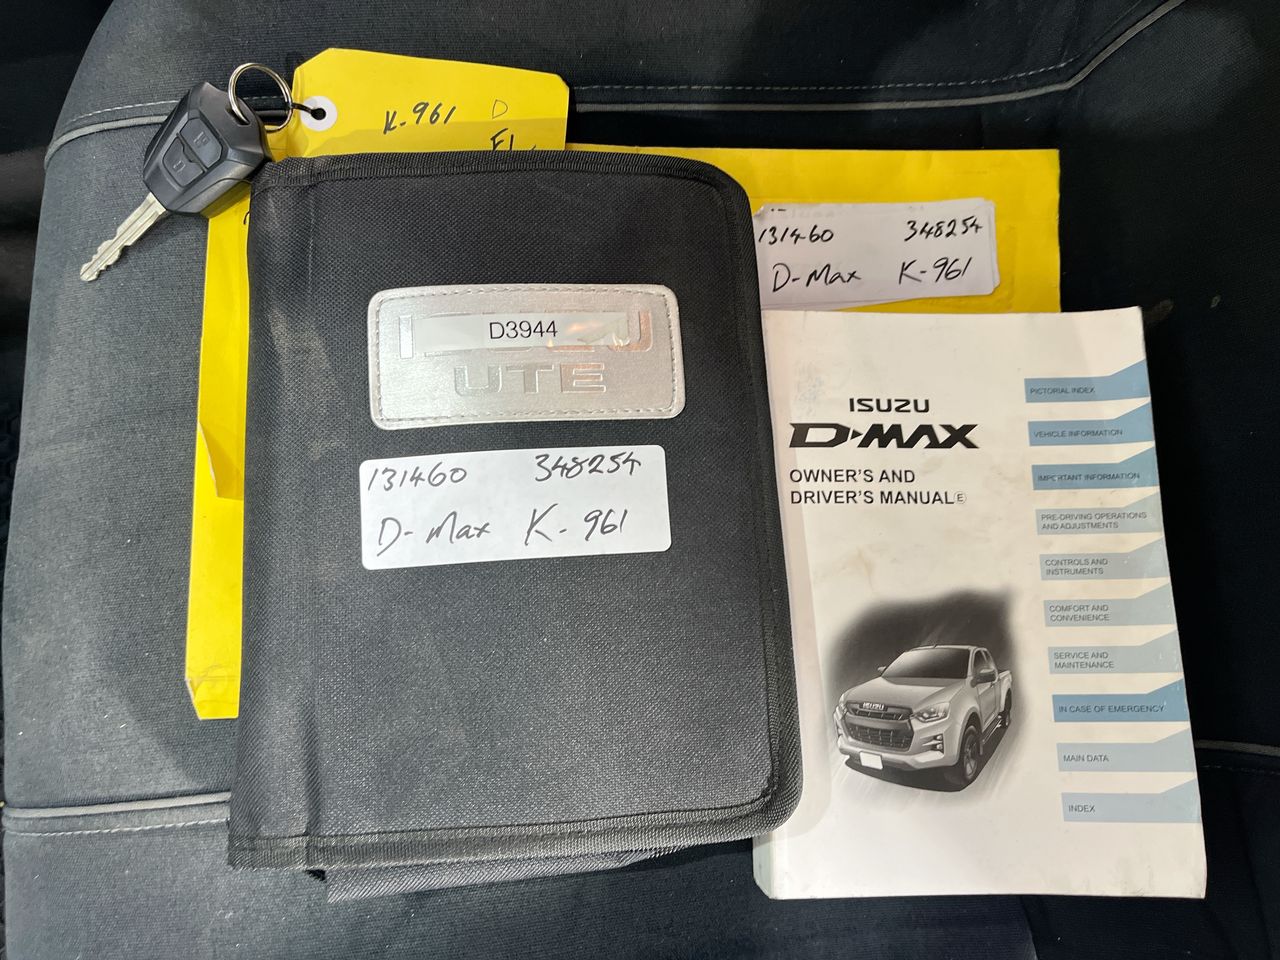 K-961
D
131460 348254
D-Max K-961
D3944
UTE
131460 348254
D-Max K-961
ISUZU
D-MAX
OWNER'S AND
DRIVER'S MANUAL Ⓔ
PICTORIAL INDEX
VEHICLE INFORMATION
IMPORTANT INFORMATION
PRE-DRIVING OPERATIONS
AND ADJUSTMENTS
CONTROLS AND
INSTRUMENTS
COMFORT AND
CONVENIENCE
SERVICE AND
MAINTENANCE
IN CASE OF EMERGENCY
MAIN DATA
INDEX
ISUZU